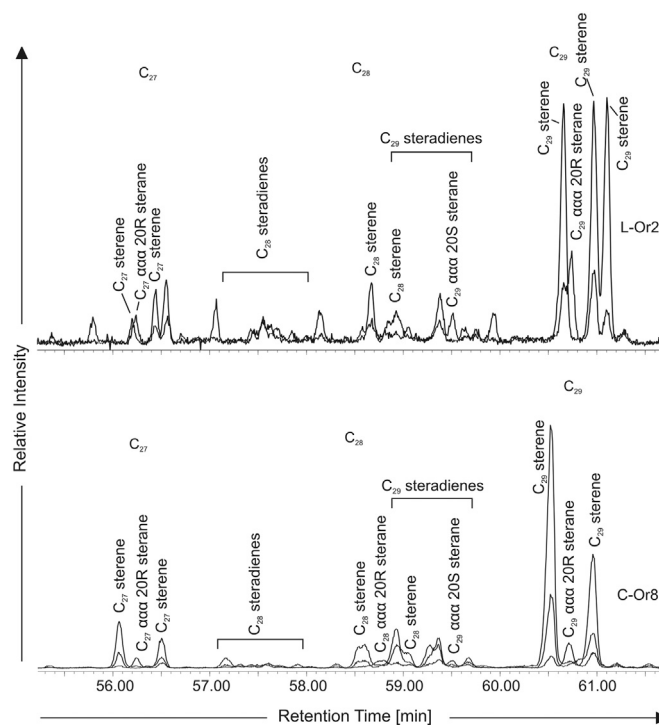 Relative Intensity
C₂₇
C₂₈
C₂₉
C₂₇ sterene
C₂₇ ααα 20R sterane
C₂₇ sterene
C₂₈ steradienes
C₂₈ sterene
C₂₈ sterene
C₂₉ steradienes
C₂₉ ααα 20S sterane
C₂₉ sterene
C₂₉ ααα 20R sterane
C₂₉ sterene
C₂₉ sterene
L-Or2
C₂₇
C₂₈
C₂₉
C₂₇ sterene
C₂₇ ααα 20R sterane
C₂₇ sterene
C₂₈ steradienes
C₂₈ sterene
C₂₈ ααα 20R sterane
C₂₈ sterene
C₂₉ steradienes
C₂₉ ααα 20S sterane
C₂₉ sterene
C₂₉ ααα 20R sterane
C₂₉ sterene
C-Or8
56.00 57.00 58.00 59.00 60.00 61.00
Retention Time [min]